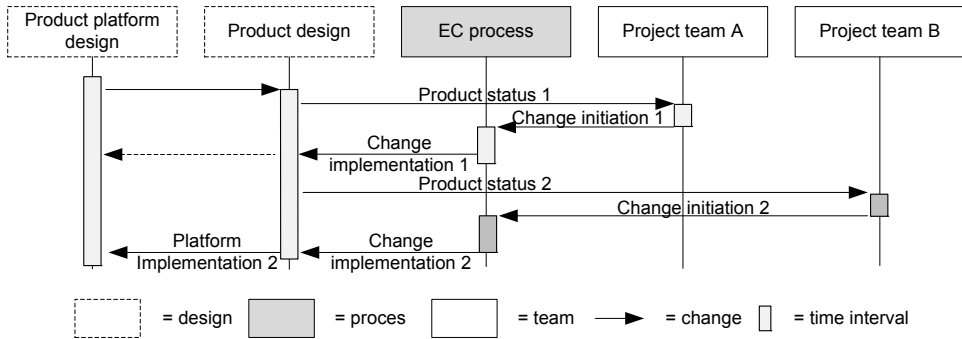 Product platform
design
Product design
EC process
Project team A
Project team B
Product status 1
Change initiation 1
Change
implementation 1
Product status 2
Change initiation 2
Platform
Implementation 2
Change
implementation 2
= design
= proces
= team
= change
= time interval